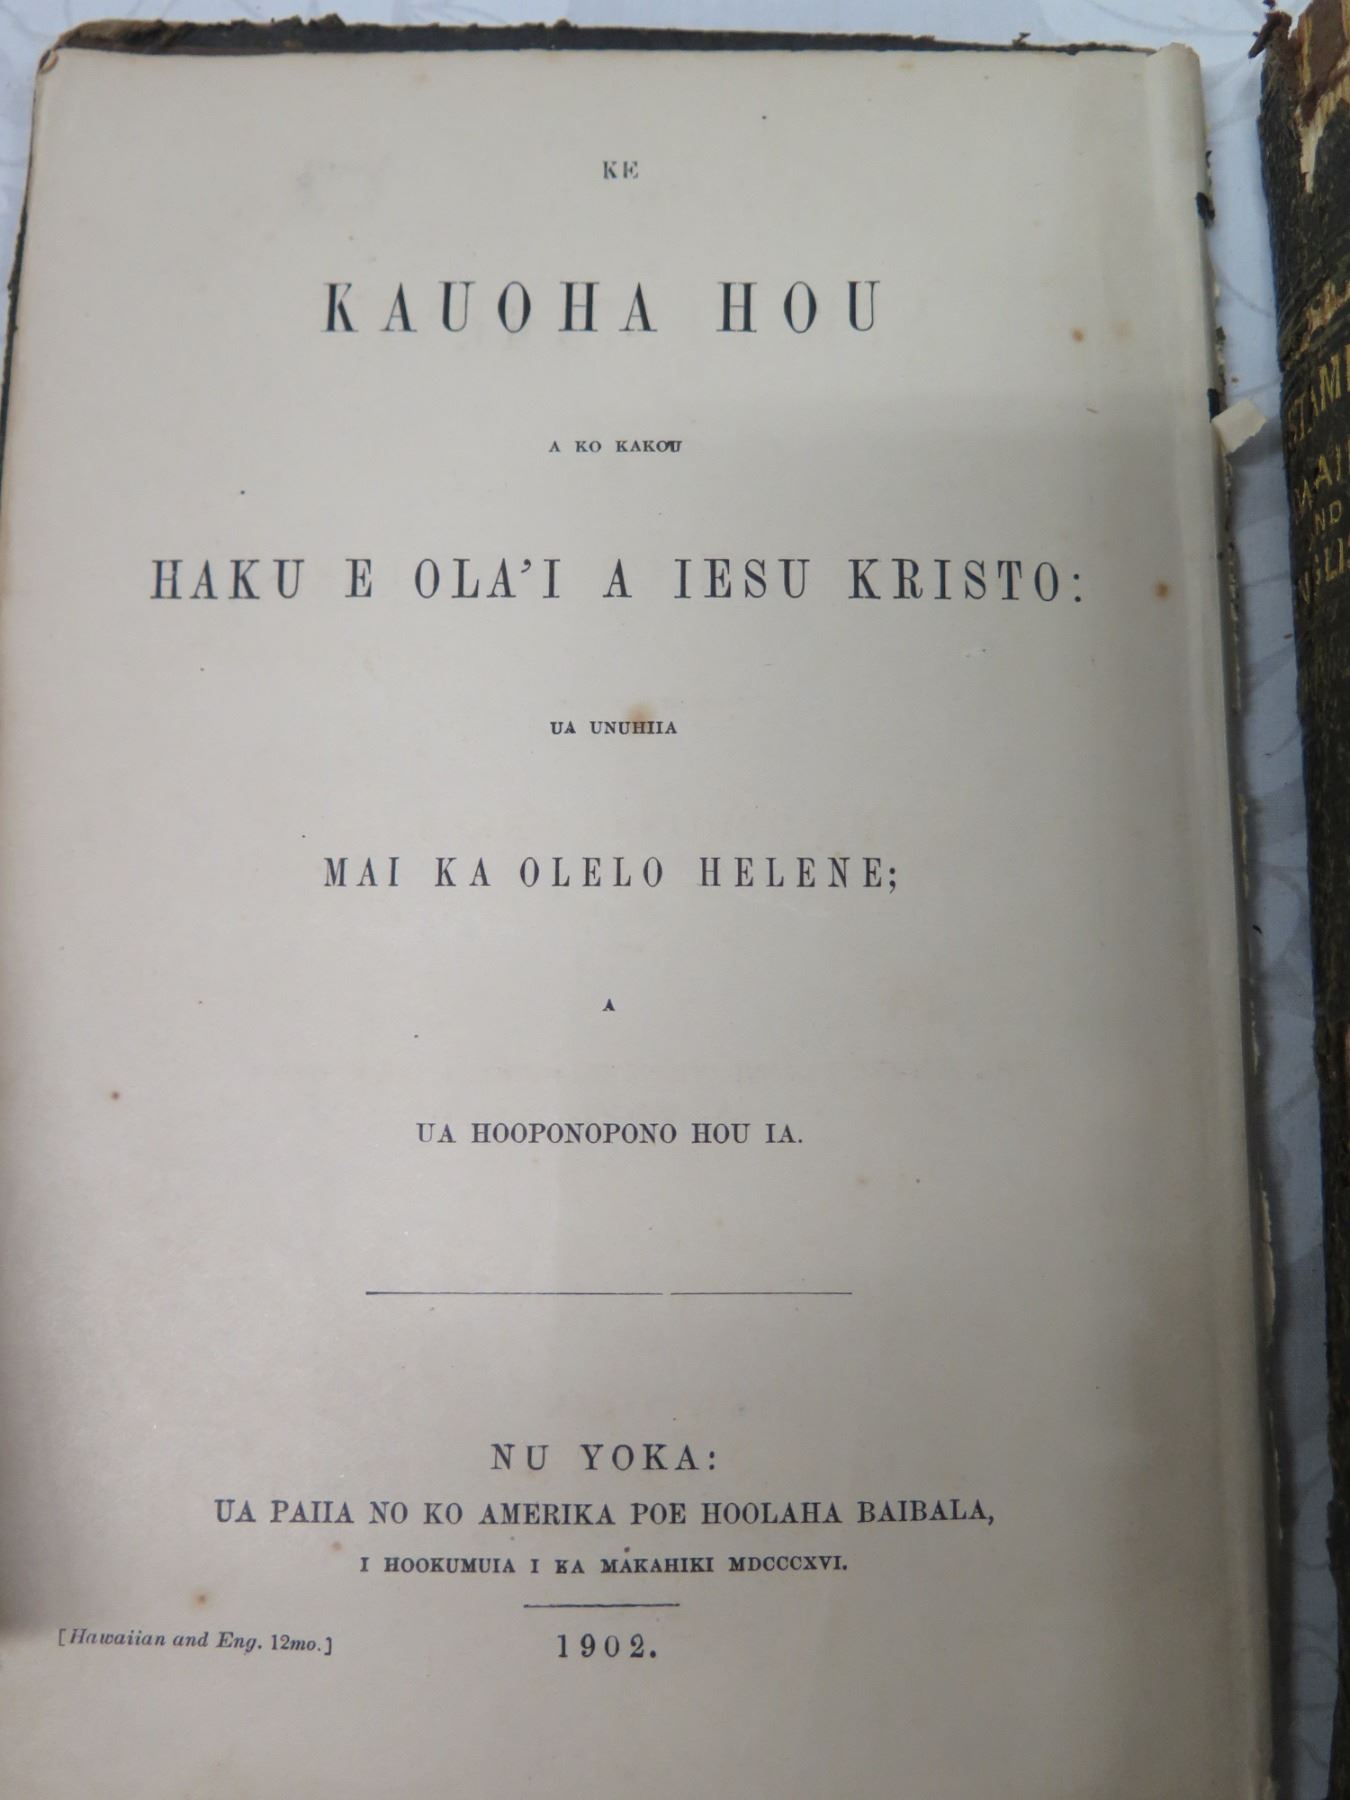 KE
KAUOHA HOU
A KO KAKOU
HAKU E OLA'I A IESU KRISTO:
UA UNUHIIA
MAI KA OLELO HELENE;
A
UA HOOPONOPONO HOU IA.
NU YOKA:
UA PAIIA NO KO AMERIKA POE HOOLAHA BAIBALA,
I HOOKUMUIA I KA MAKAHIKI MDCCCXVI.
[Hawaiian and Eng. 12mo.]
1902.